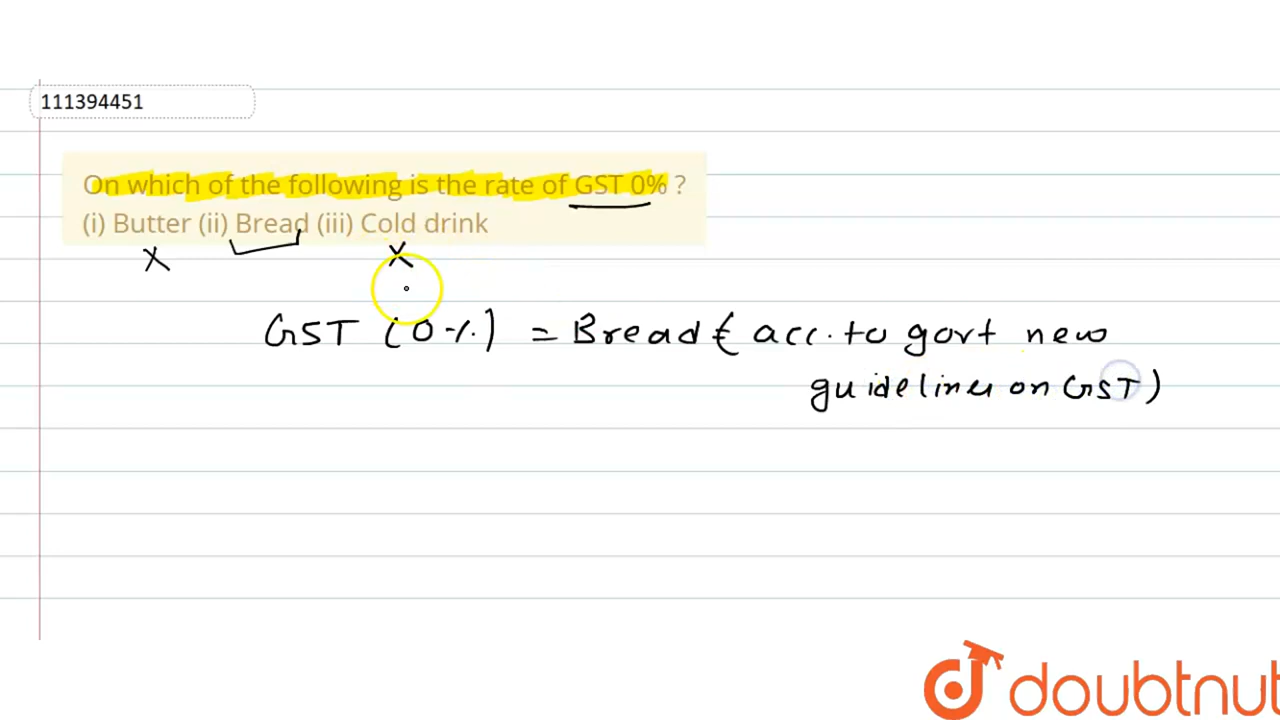 111394451
On which of the following is the rate of GST 0% ?
(i) Butter (ii) Bread (iii) Cold drink
x x
GST (0%) = Bread ( acc. to govt new
guidelines on GST)
doubtnut